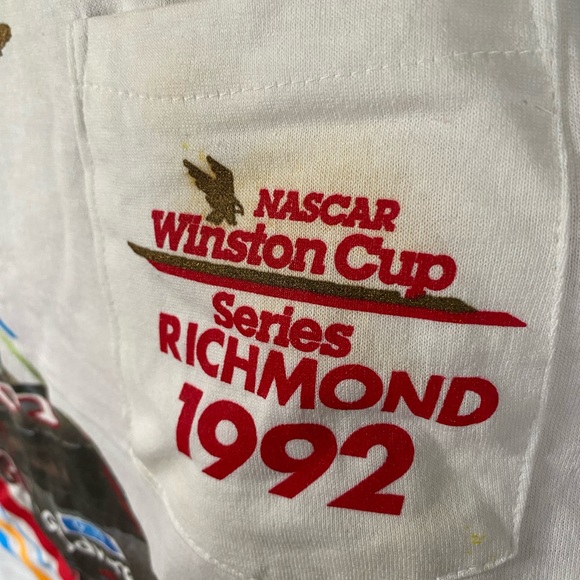 NASCAR
Winston Cup
Series
RICHMOND
1992